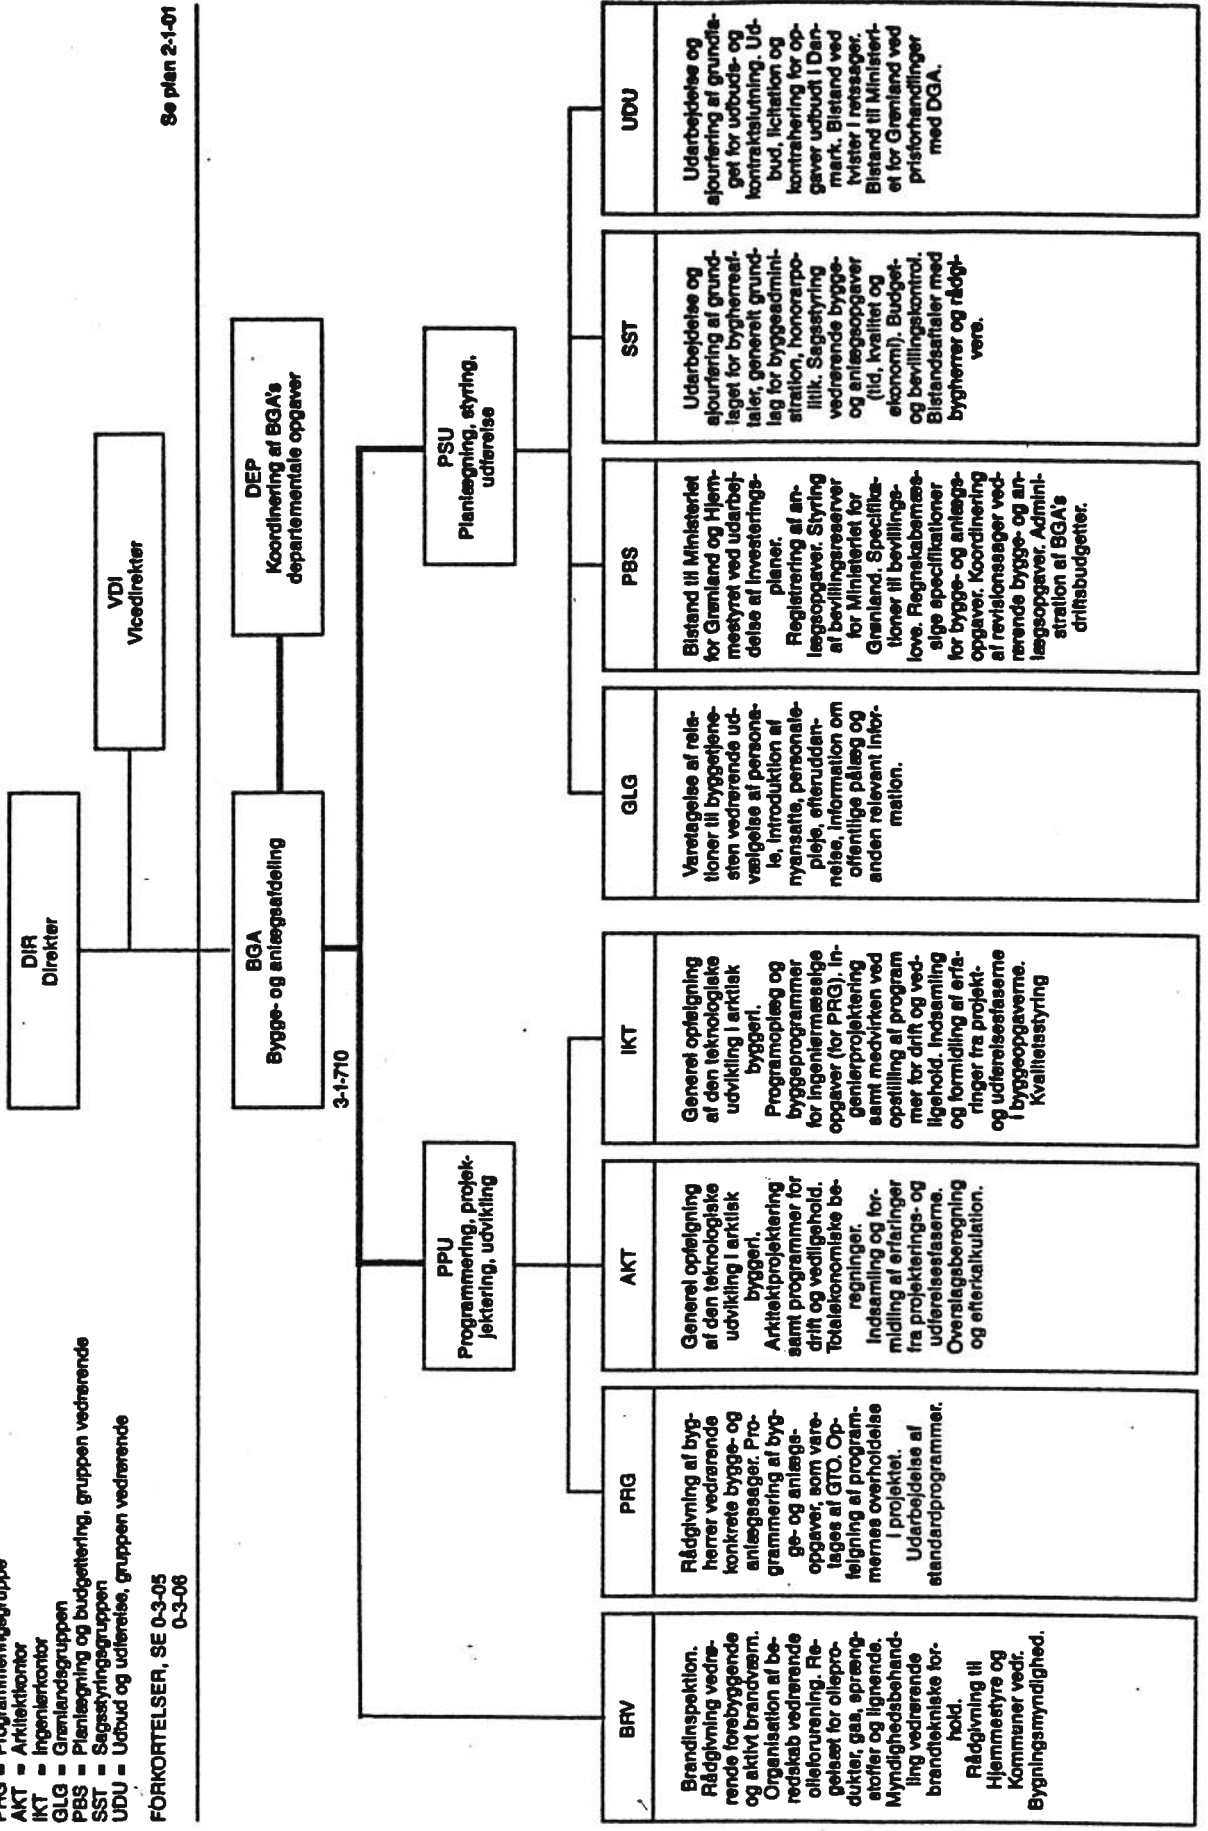 PRG = Programmeringsgruppe
AKT = Arkitektkontor
IKT = Ingeniørkontor
GLG = Grønlandsgruppen
PBS = Planlægning og budgettering, gruppen vedrørende
SST = Sagsstyringsgruppen
UDU = Udbud og udførelse, gruppen vedrørende
FORKORTELSER, SE 0-3-05
0-3-06
Se plan 2-1-01
DIR
Direktør
VDI
Vicedirektør
BGA
Bygge- og anlægsafdeling
3-1-710
DEP
Koordinering af BGA's
departementale opgaver
PPU
Programmering, projek-
jektering, udvikling
PSU
Planlægning, styring,
udførelse
BRV
Brandinspektion.
Rådgivning vedrø-
rende forebyggende
og aktivt brandværn.
Organisation af be-
redskab vedrørende
olieforurening. Re-
gelsæt for oliepro-
dukter, gas, spræng-
stoffer og lignende.
Myndighedsbehand-
ling vedrørende
brandtekniske for-
hold.
Rådgivning til
Hjemmestyre og
Kommuner vedr.
Bygningsmyndighed.
PRG
Rådgivning af byg-
herrer vedrørende
konkrete bygge- og
anlægssager. Pro-
grammering af byg-
ge- og anlægs-
opgaver, som vare-
tages af GTO. Op-
følgning af program-
mernes overholdelse
i projektet.
Udarbejdelse af
standardprogrammer.
AKT
Generel opfølgning
af den teknologiske
udvikling i arktisk
byggeri.
Arkitektprojektering
samt programmer for
drift og vedligehold.
Totaløkonomiske be-
regninger.
Indsamling og for-
midling af erfaringer
fra projekterings- og
udførelsesfaserne.
Overslagsberegning
og efterkalkulation.
IKT
Generel opfølgning
af den teknologiske
udvikling i arktisk
byggeri.
Programoplæg og
byggeprogrammer
for ingeniørmæssige
opgaver (for PRG). In-
geniørprojektering
samt medvirken ved
opstilling af program
mer for drift og ved-
ligehold. Indsamling
og formidling af erfa-
ringer fra projekt-
og udførelsesfaserne
i byggeopgaverne.
Kvalitetsstyring
GLG
Varetagelse af rela-
tioner til byggetjene-
sten vedrørende ud-
vælgelse af persona-
le, introduktion af
nyansatte, personale-
pleje, efteruddan-
nelse, information om
offentlige pålæg og
anden relevant infor-
mation.
PBS
Bistand til Ministeriet
for Grønland og Hjem-
mestyret ved udarbej-
delse af investerings-
planer.
Registrering af an-
lægsopgaver. Styring
af bevillingsreserver
for Ministeriet for
Grønland. Specifika-
tioner til bevillings-
love. Regnskabsmæs-
sige specifikationer
for bygge- og anlægs-
opgaver. Koordinering
af revisionssager ved-
rørende bygge- og an-
lægsopgaver. Admini-
stration af BGA's
driftsbudgetter.
SST
Udarbejdelse og
ajourføring af grund-
laget for bygherreaf-
taler, generelt grund-
lag for byggeadmini-
stration, honorarpo-
litik. Sagsstyring
vedrørende bygge-
og anlægsopgaver
(tid, kvalitet og
økonomi). Budget-
og bevillingskontrol.
Bistandsaftaler med
bygherrer og rådgi-
vere.
UDU
Udarbejdelse og
ajourføring af grundla-
get for udbuds- og
kontraktslutning. Ud-
bud, licitation og
kontrahering for op-
gaver udbudt i Dan-
mark. Bistand ved
tvister i retssager.
Bistand til Ministeri-
et for Grønland ved
prisforhandlinger
med DGA.